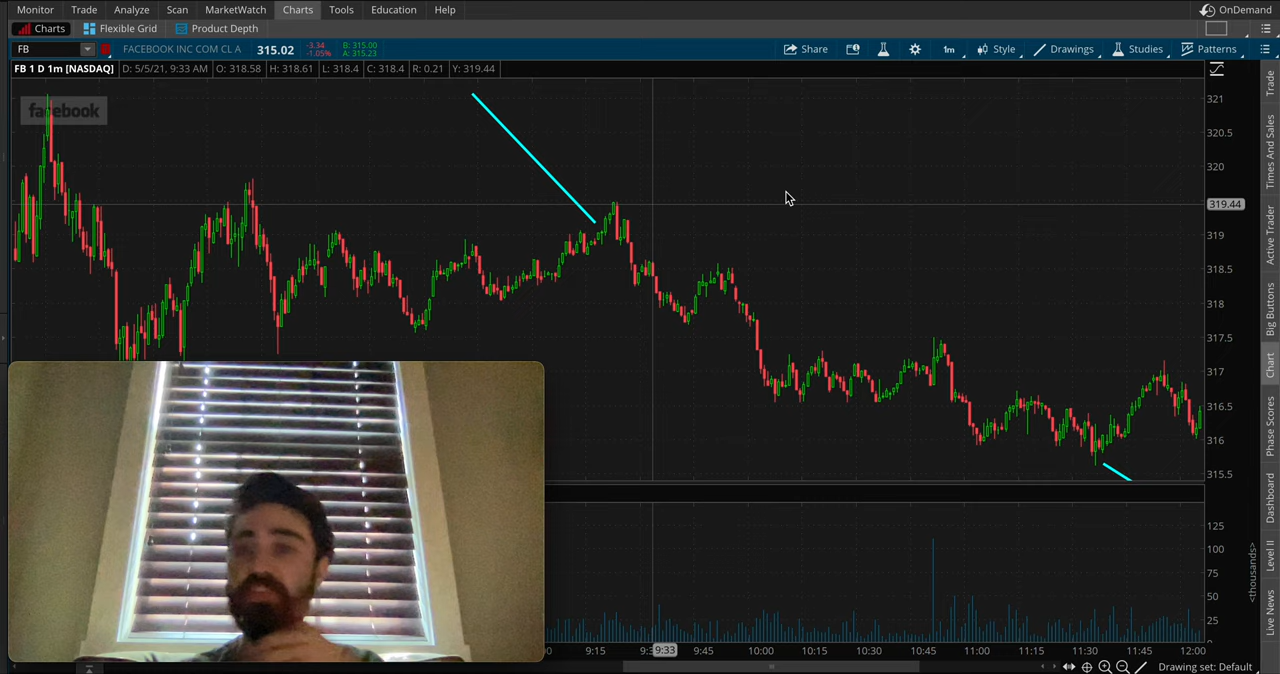 Monitor Trade Analyze Scan MarketWatch Charts Tools Education Help OnDemand
Charts Flexible Grid Product Depth
FB FACEBOOK INC COM CL A 315.02 -3.34 -1.05% B: 315.00 A: 315.23 Share 1m Style Drawings Studies Patterns
FB 1 D 1m [NASDAQ] D: 5/5/21, 9:33 AM O: 318.58 H: 318.61 L: 318.4 C: 318.4 R: 0.21 Y: 319.44
facebook
321
320.5
320
319.44
319
318.5
318
317.5
317
316.5
316
315.5
125
100
75
50
25
<thousands>
9:15 9:33 9:45 10:00 10:15 10:30 10:45 11:00 11:15 11:30 11:45 12:00
Drawing set: Default
Trade
Times And Sales
Active Trader
Big Buttons
Chart
Phase Scores
Dashboard
Level II
Live News